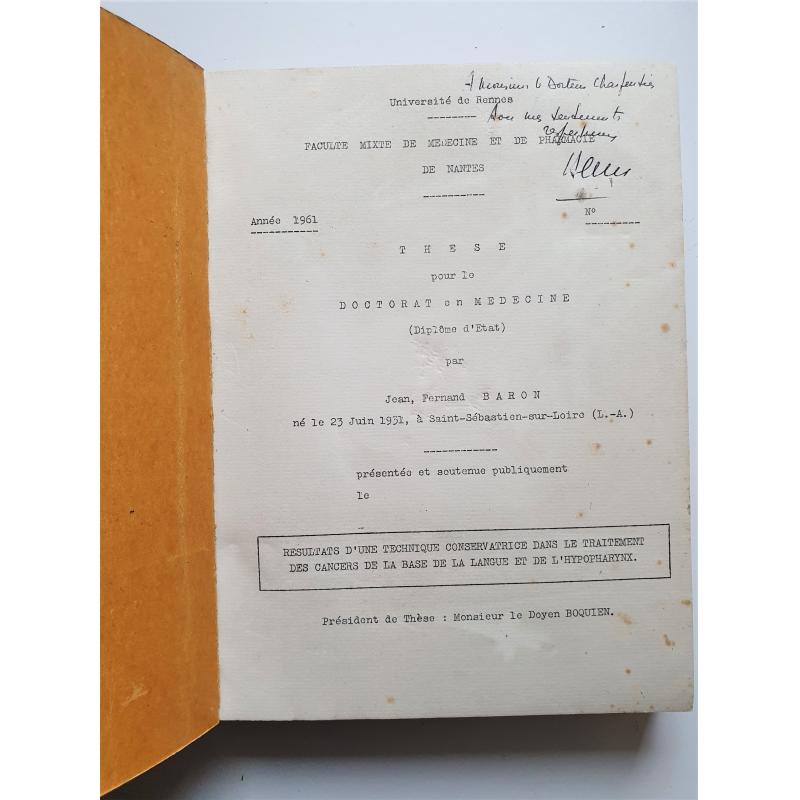 A Monsieur le Docteur Charpentier
Université de Rennes
--------
mes sentiments
respectueux
FACULTE MIXTE DE MEDECINE ET DE PHARMACIE
DE NANTES
----------
Année 1961
-----------
N°
---------
T H E S E
pour le
D O C T O R A T en M E D E C I N E
(Diplôme d'Etat)
par
Jean, Fernand B A R O N
né le 23 Juin 1931, à Saint-Sébastien-sur-Loire (L.-A.)
------------
présentée et soutenue publiquement
le
RESULTATS D'UNE TECHNIQUE CONSERVATRICE DANS LE TRAITEMENT
DES CANCERS DE LA BASE DE LA LANGUE ET DE L'HYPOPHARYNX.
Président de Thèse : Monsieur le Doyen BOQUIEN.